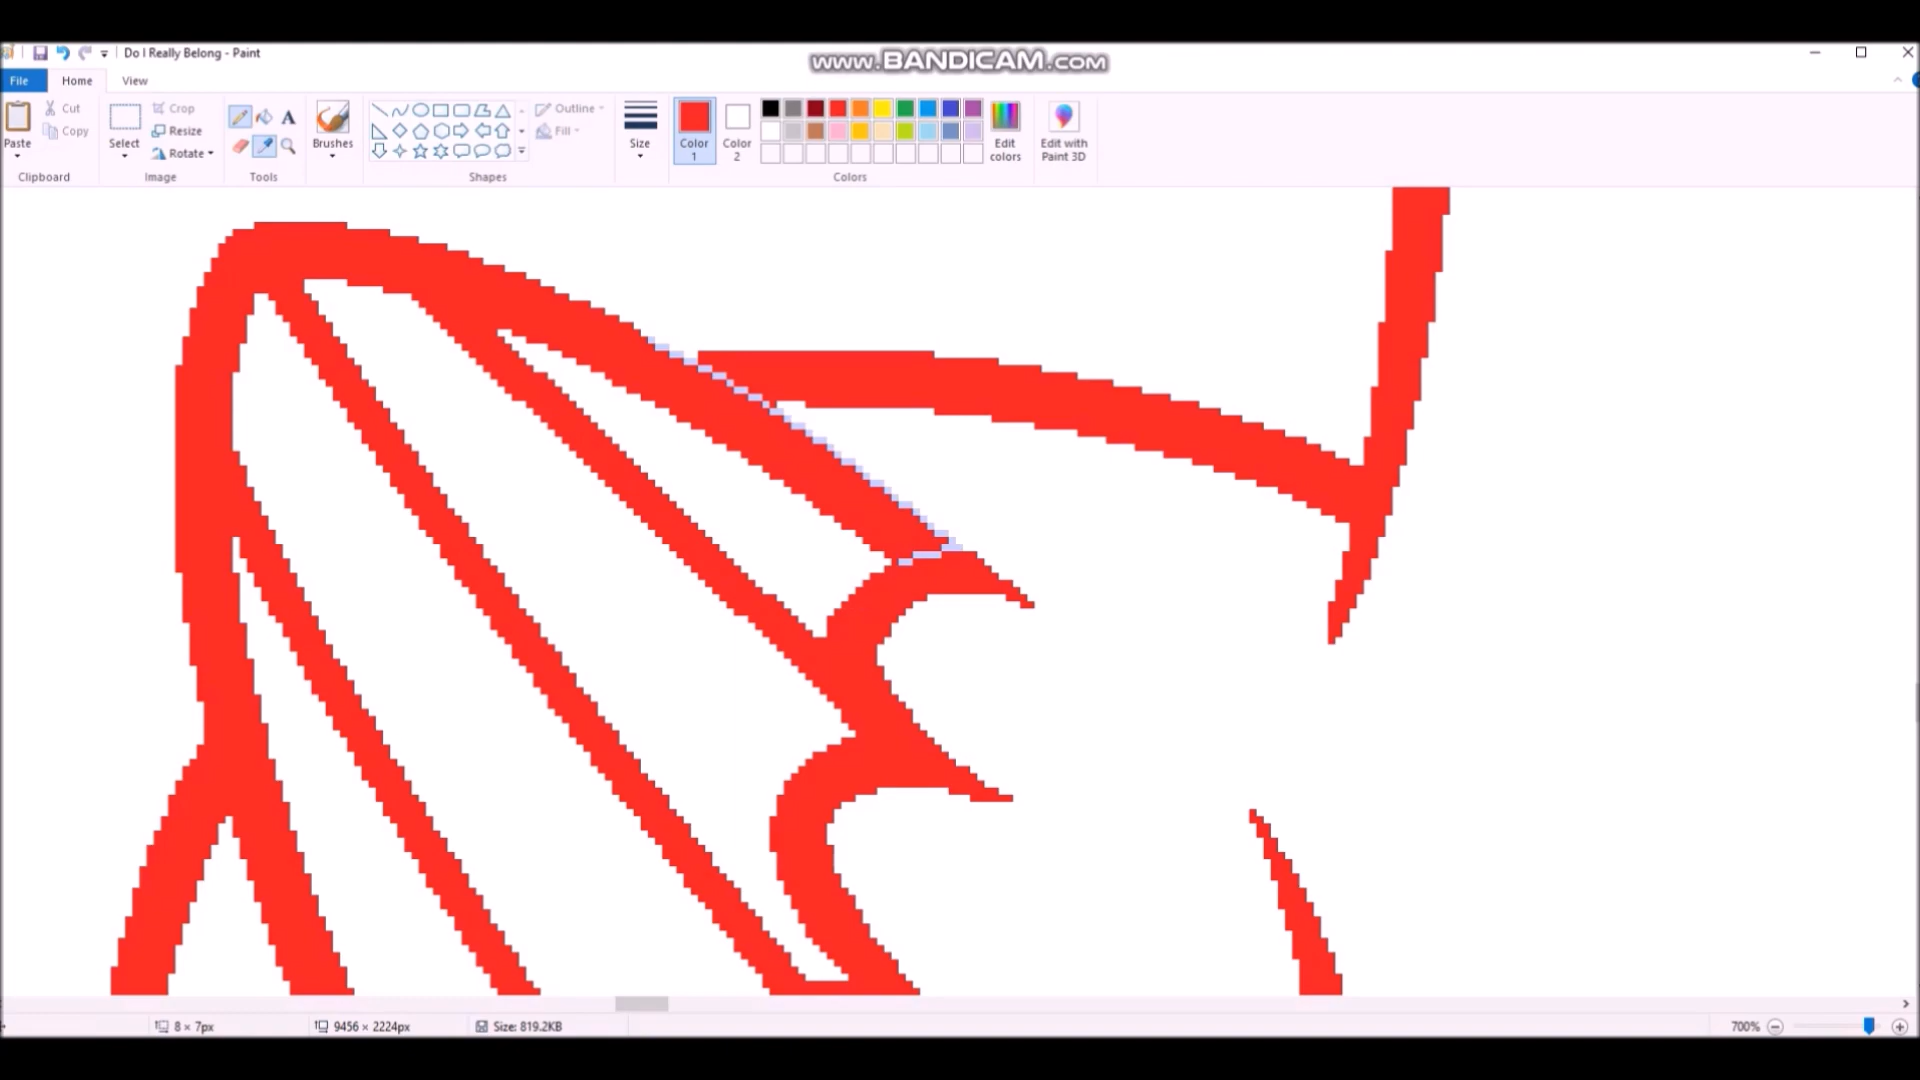 Do I Really Belong - Paint
www.BANDICAM.com
File Home View
Paste
Cut
Copy
Clipboard
Select
Crop
Resize
Rotate
Image
A
Tools
Brushes
Shapes
Outline
Fill
Size
Color 1
Color 2
Edit colors
Colors
Edit with Paint 3D
8 × 7px
9456 × 2224px
Size: 819.2KB
700%